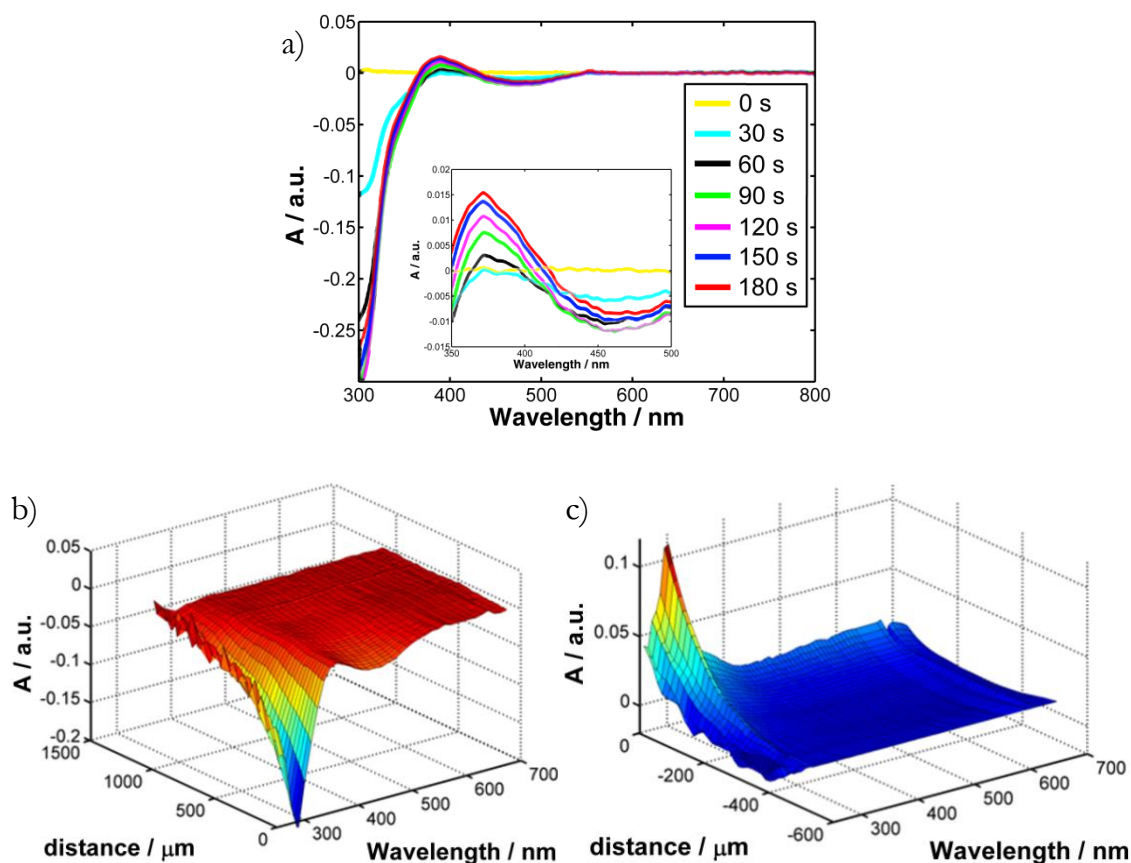 a)
0.05
0
-0.05
-0.1
-0.15
-0.2
-0.25
A / a.u.
300 400 500 600 700 800
Wavelength / nm
0 s
30 s
60 s
90 s
120 s
150 s
180 s
0.02
0.015
0.01
0.005
0
-0.005
-0.01
-0.015
A / a.u.
350 400 450 500
Wavelength / nm
b)
0.05
0
-0.05
-0.1
-0.15
-0.2
A / a.u.
1500
1000
500
0
distance / μm
300
400
500
600
700
Wavelength / nm
c)
0.1
0.05
0
A / a.u.
0
-200
-400
-600
distance / μm
300
400
500
600
700
Wavelength / nm